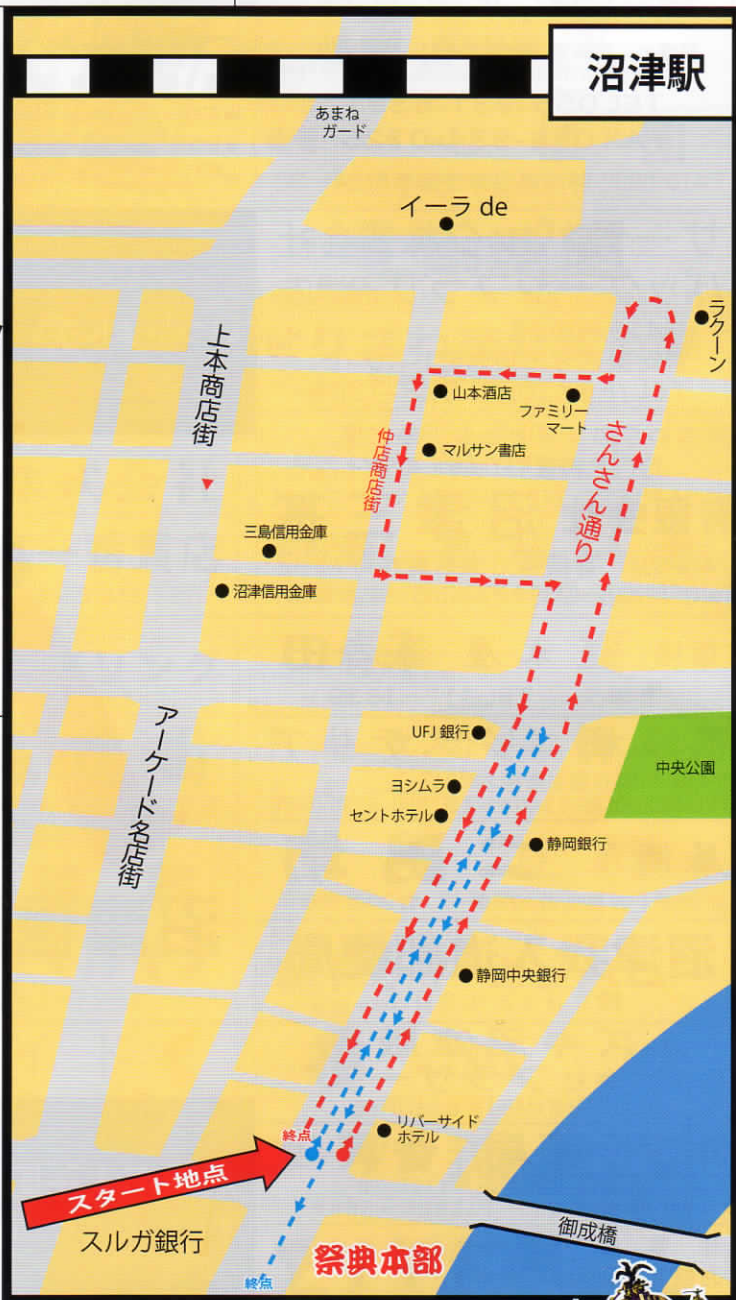 沼津駅
あまね
ガード
イーラ de
ラクーン
上本商店街
山本酒店
ファミリー
マート
仲店商店街
マルサン書店
さんさん通り
三島信用金庫
沼津信用金庫
アーケード名店街
UFJ 銀行
中央公園
ヨシムラ
セントホテル
静岡銀行
静岡中央銀行
リバーサイド
ホテル
終点
スタート地点
スルガ銀行
御成橋
祭典本部
終点